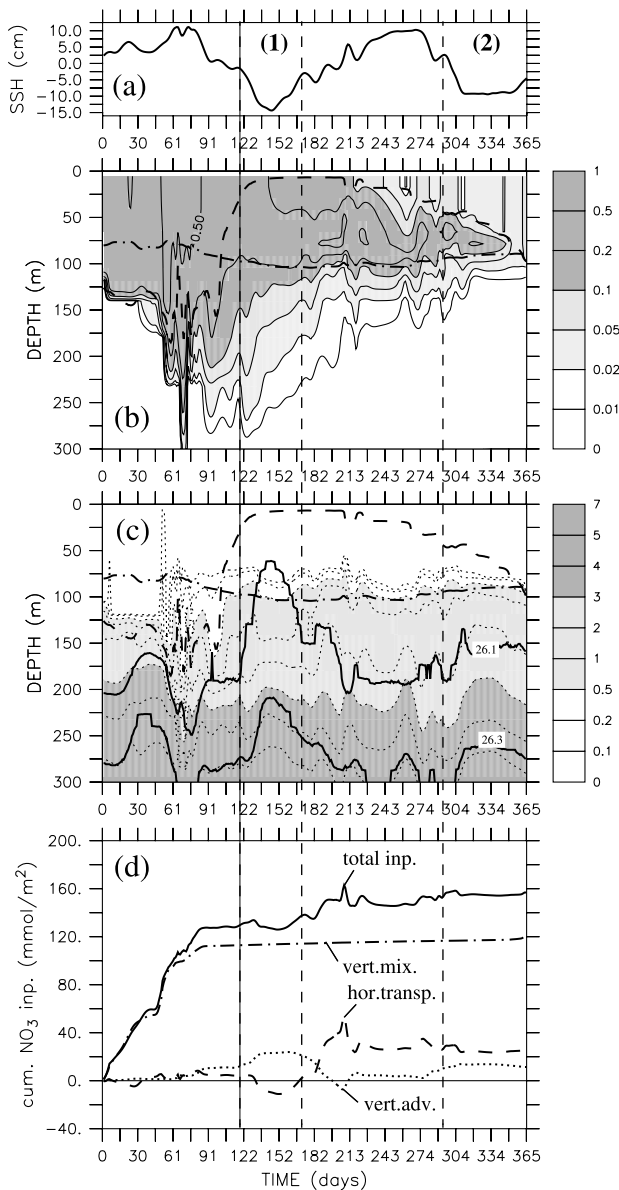 10.0
5.0
0.0
−5.0
−10.0
−15.0
SSH (cm)
(a)
(1)
(2)
0 30 61 91 122 152 182 213 243 274 304 334 365
0
50
100
150
200
250
300
DEPTH (m)
(b)
0.50
1
0.5
0.2
0.1
0.05
0.02
0.01
0
0 30 61 91 122 152 182 213 243 274 304 334 365
0
50
100
150
200
250
300
DEPTH (m)
(c)
26.1
26.3
7
5
4
3
2
1
0.5
0.2
0.1
0
0 30 61 91 122 152 182 213 243 274 304 334 365
200.
160.
120.
80.
40.
0.
−40.
cum. NO3 inp. (mmol/m²)
(d)
total inp.
vert.mix.
hor.transp.
vert.adv.
0 30 61 91 122 152 182 213 243 274 304 334 365
TIME (days)